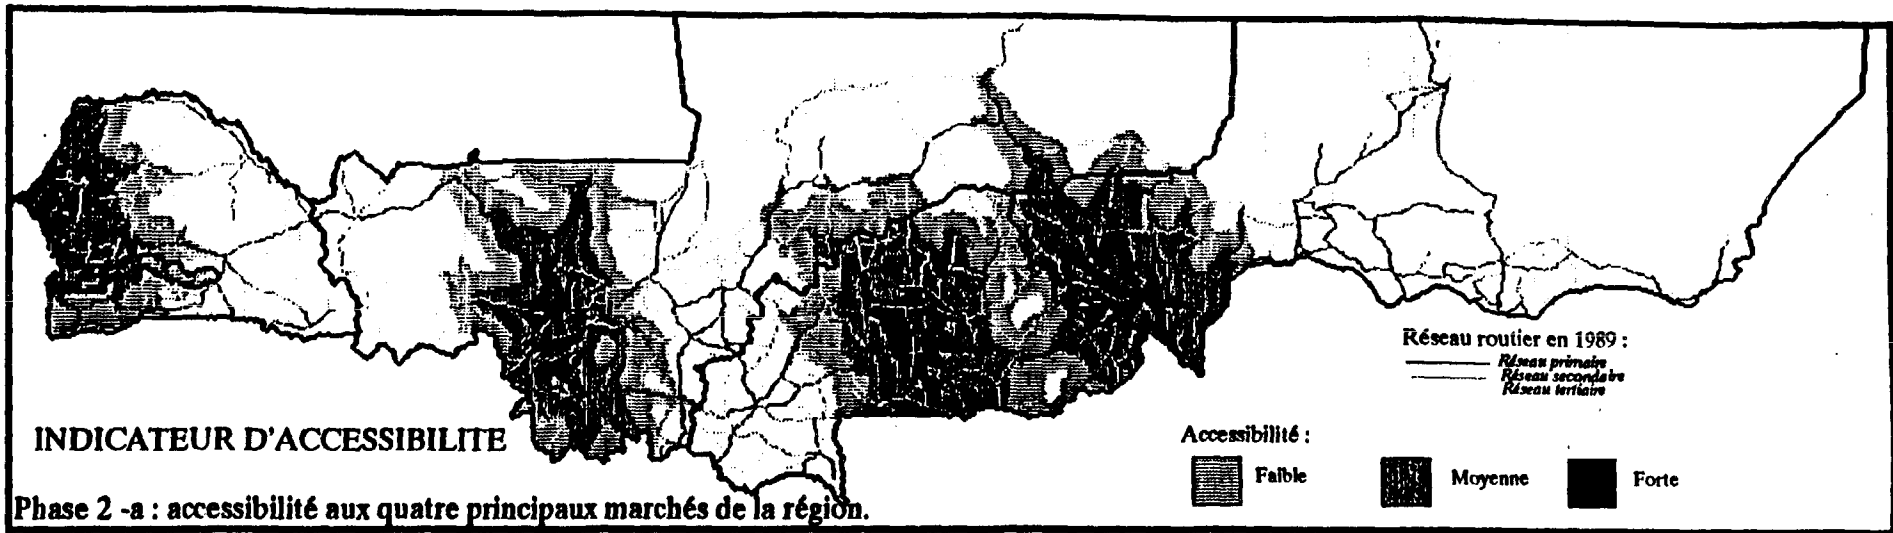 INDICATEUR D'ACCESSIBILITE
Phase 2 -a : accessibilité aux quatre principaux marchés de la région.
Réseau routier en 1989 :
Réseau primaire
Réseau secondaire
Réseau tertiaire
Accessibilité :
Faible
Moyenne
Forte